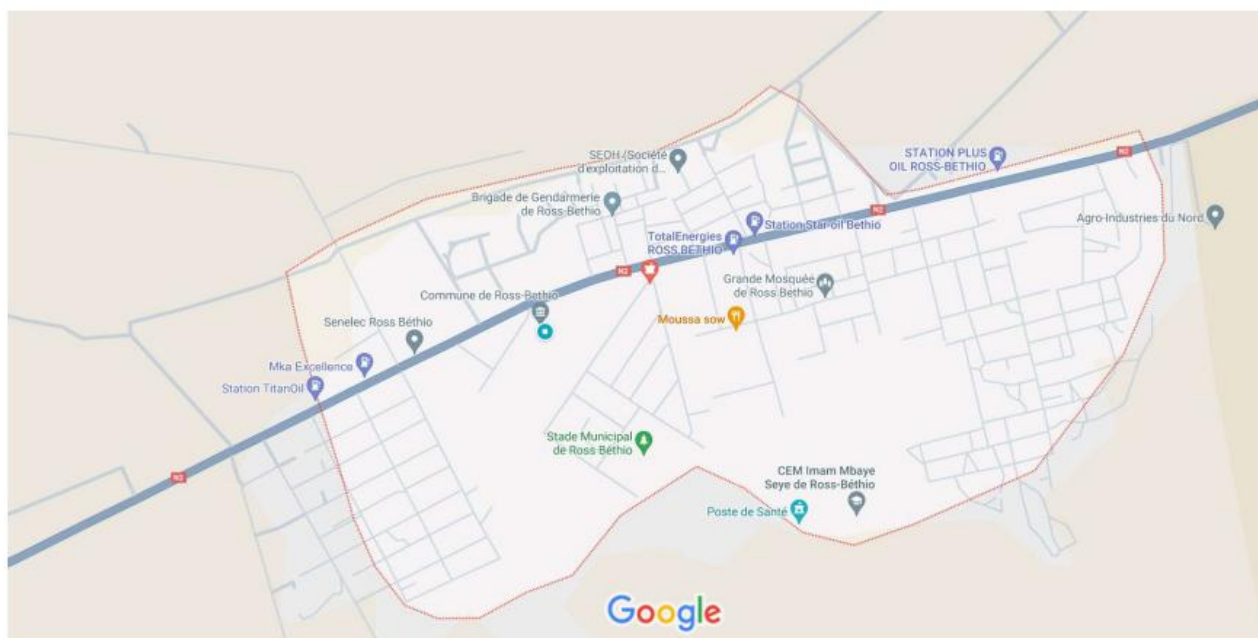 N2
STATION PLUS
OIL ROSS-BETHIO
SEOH (Société
d'exploitation d...
Brigade de Gendarmerie
de Ross-Bethio
N2
Agro-Industries du Nord
Station Star oil Bethio
TotalEnergies
ROSS BETHIO
N2
Grande Mosquée
de Ross Béthio
Commune de Ross-Bethio
Senelec Ross Béthio
Moussa sow
Mka Excellence
Station TitanOil
Stade Municipal
de Ross Béthio
N2
CEM Imam Mbaye
Seye de Ross-Béthio
Poste de Santé
Google